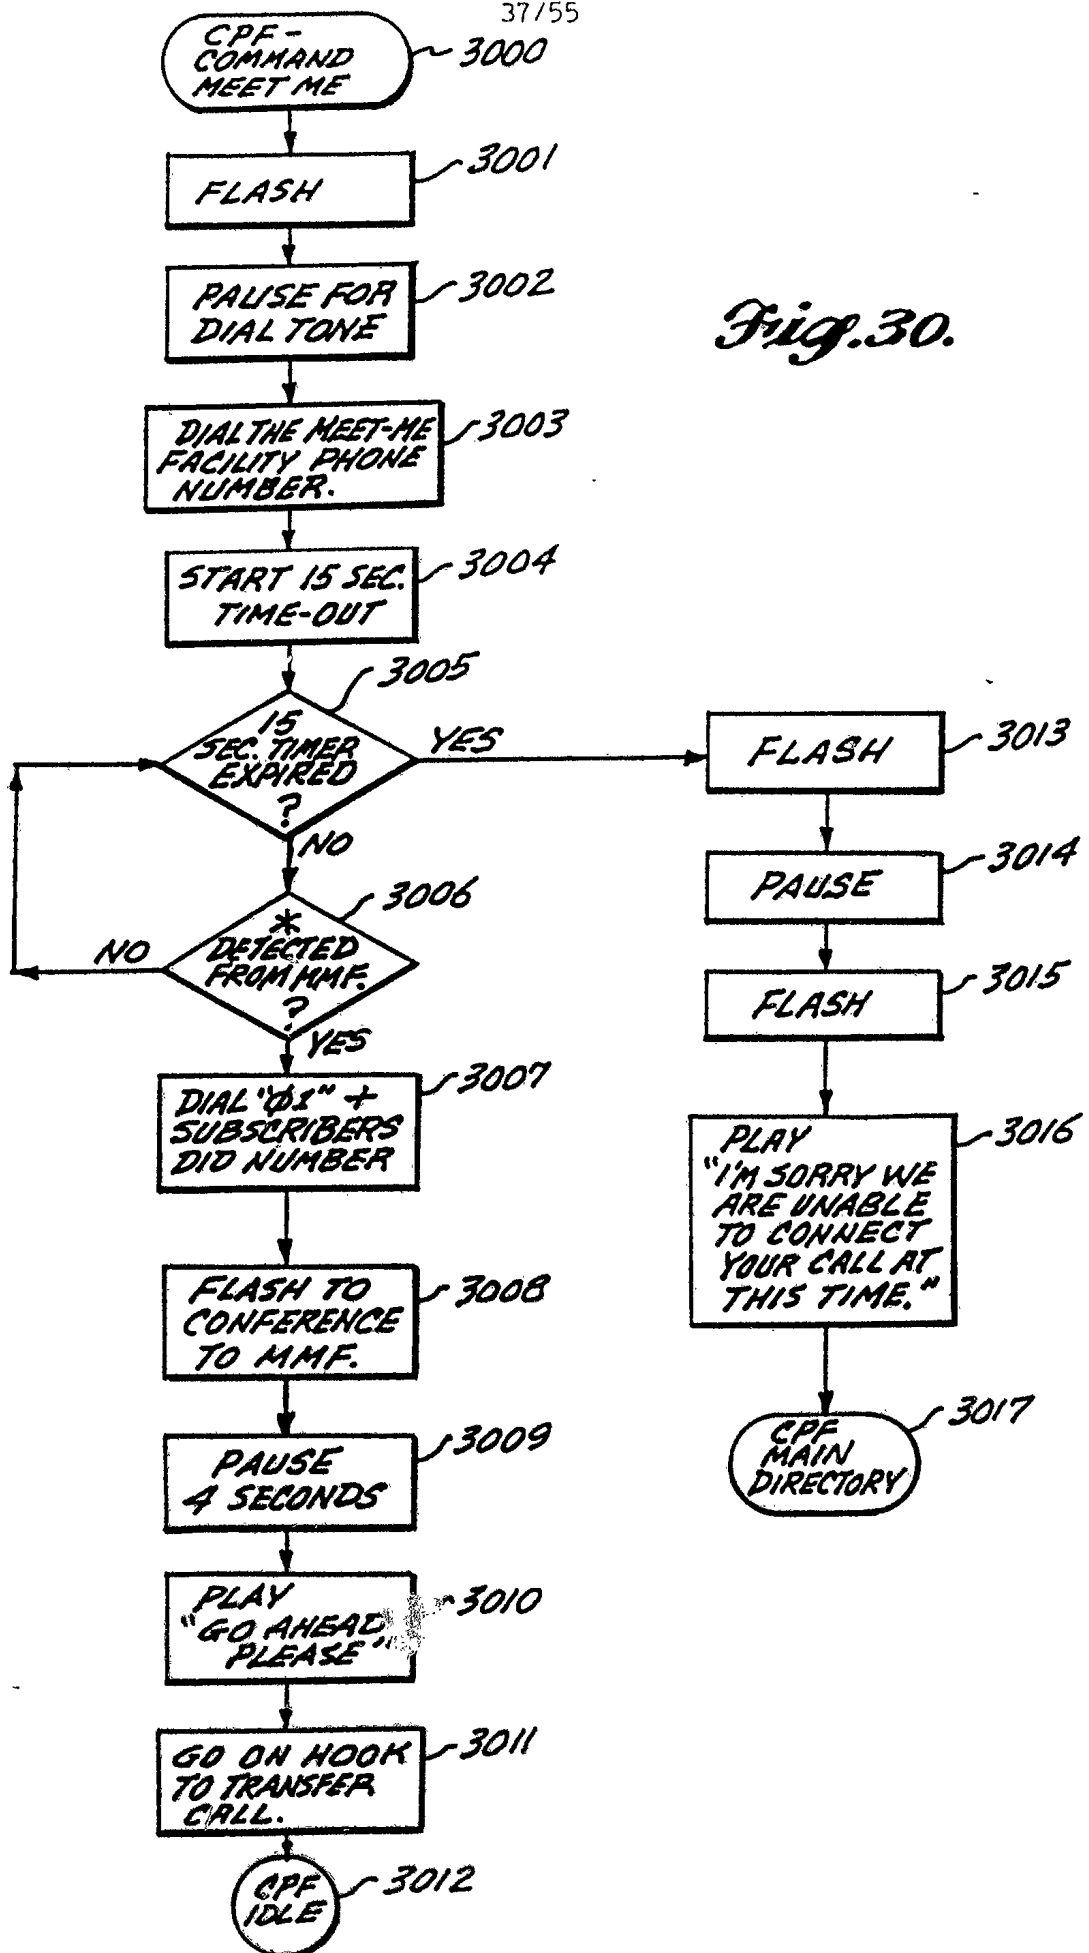 37/55
CPF-
COMMAND
MEET ME
3000
FLASH
3001
PAUSE FOR
DIAL TONE
3002
Fig. 30.
DIAL THE MEET-ME
FACILITY PHONE
NUMBER.
3003
START 15 SEC.
TIME-OUT
3004
15
SEC. TIMER
EXPIRED
?
3005
YES
NO
*
DETECTED
FROM MMF.
?
3006
NO
YES
DIAL "Ø1" +
SUBSCRIBERS
DID NUMBER
3007
FLASH TO
CONFERENCE
TO MMF.
3008
PAUSE
4 SECONDS
3009
PLAY
"GO AHEAD
PLEASE"
3010
GO ON HOOK
TO TRANSFER
CALL.
3011
CPF
IDLE
3012
FLASH
3013
PAUSE
3014
FLASH
3015
PLAY
"I'M SORRY WE
ARE UNABLE
TO CONNECT
YOUR CALL AT
THIS TIME."
3016
CPF
MAIN
DIRECTORY
3017